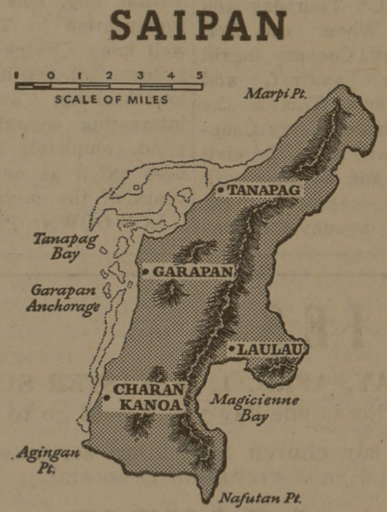 SAIPAN
1 0 1 2 3 4 5
SCALE OF MILES
Marpi Pt.
TANAPAG
Tanapag
Bay
GARAPAN
Garapan
Anchorage
LAULAU
CHARAN
KANOA
Magicienne
Bay
Agingan
Pt.
Nafutan Pt.